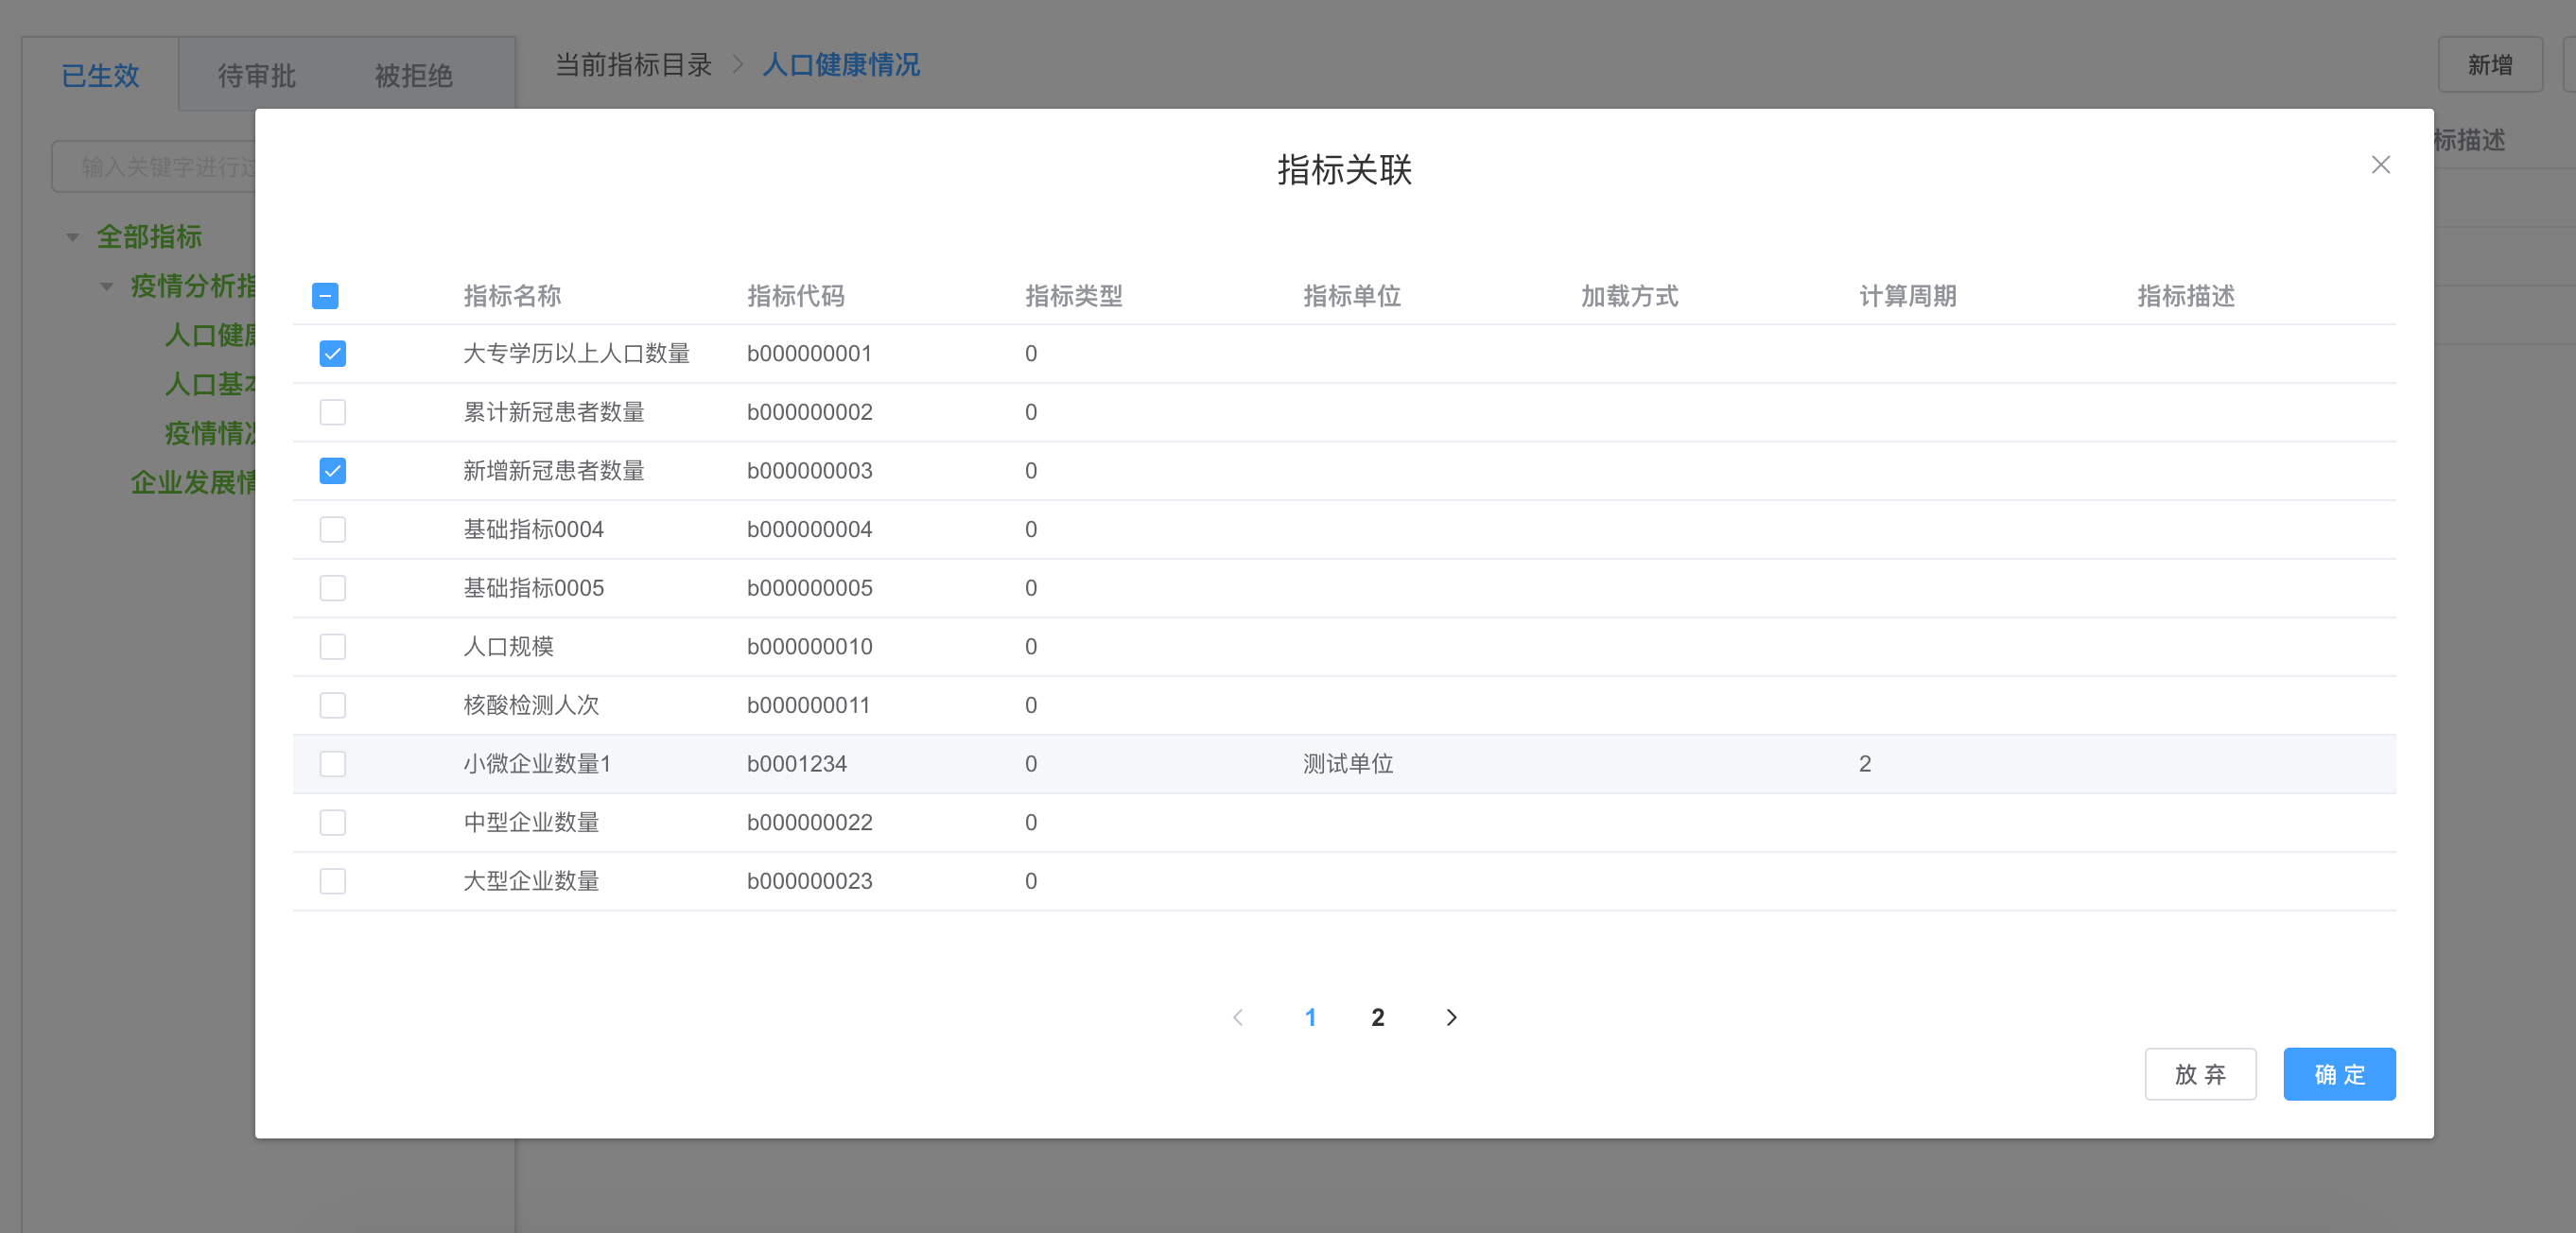 已生效 待审批 被拒绝
当前指标目录 人口健康情况
新增
输入关键字进行过
标描述
全部指标
疫情分析指
人口健康
人口基本
疫情情况
企业发展情
指标关联
指标名称 指标代码 指标类型 指标单位 加载方式 计算周期 指标描述
大专学历以上人口数量 b000000001 0
累计新冠患者数量 b000000002 0
新增新冠患者数量 b000000003 0
基础指标0004 b000000004 0
基础指标0005 b000000005 0
人口规模 b000000010 0
核酸检测人次 b000000011 0
小微企业数量1 b0001234 0 测试单位 2
中型企业数量 b000000022 0
大型企业数量 b000000023 0
1 2
放 弃 确 定